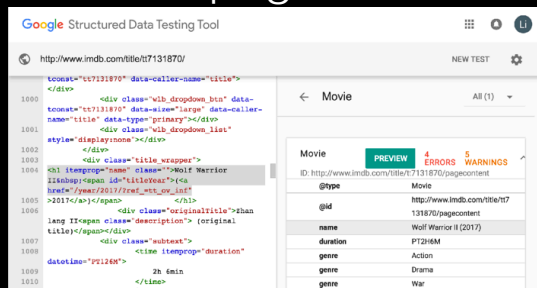 Google Structured Data Testing Tool
Li
http://www.imdb.com/title/tt7131870/
NEW TEST
tconst="tt7131870" data-caller-name="title">
</div>
1000 <div class="wlb_dropdown_btn" data-
tconst="tt7131870" data-size="large" data-caller-
name="title" data-type="primary"></div>
1001 <div class="wlb_dropdown_list"
style="display:none"></div>
1002 </div>
1003 <div class="title_wrapper">
1004 <h1 itemprop="name" class="">Wolf Warrior
II&nbsp;<span id="titleYear">(<a
href="/year/2017/?ref_=tt_ov_inf"
1005 >2017</a>)</span> </h1>
1006 <div class="originalTitle">Zhan
lang II<span class="description"> (original
title)</span></div>
1007 <div class="subtext">
1008 <time itemprop="duration"
datetime="PT126M">
1009 2h 6min
1010 </time>
← Movie
All (1)
Movie
PREVIEW
4 ERRORS
5 WARNINGS
ID: http://www.imdb.com/title/tt7131870/pagecontent
@type Movie
@id http://www.imdb.com/title/tt7
131870/pagecontent
name Wolf Warrior II (2017)
duration PT2H6M
genre Action
genre Drama
genre War